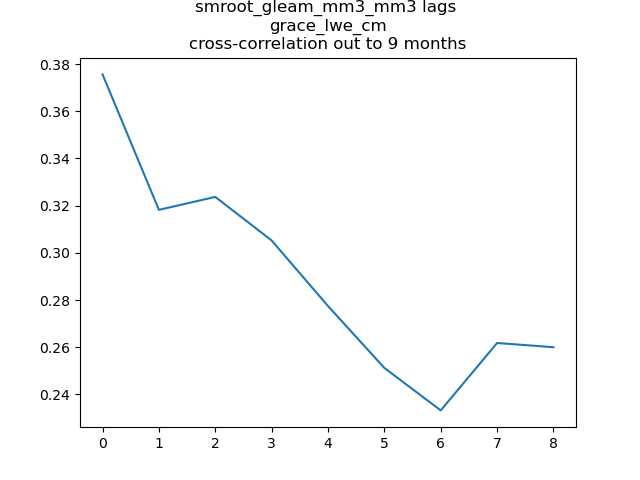 smroot_gleam_mm3_mm3 lags
grace_lwe_cm
cross-correlation out to 9 months
0.38
0.36
0.34
0.32
0.30
0.28
0.26
0.24
0 1 2 3 4 5 6 7 8